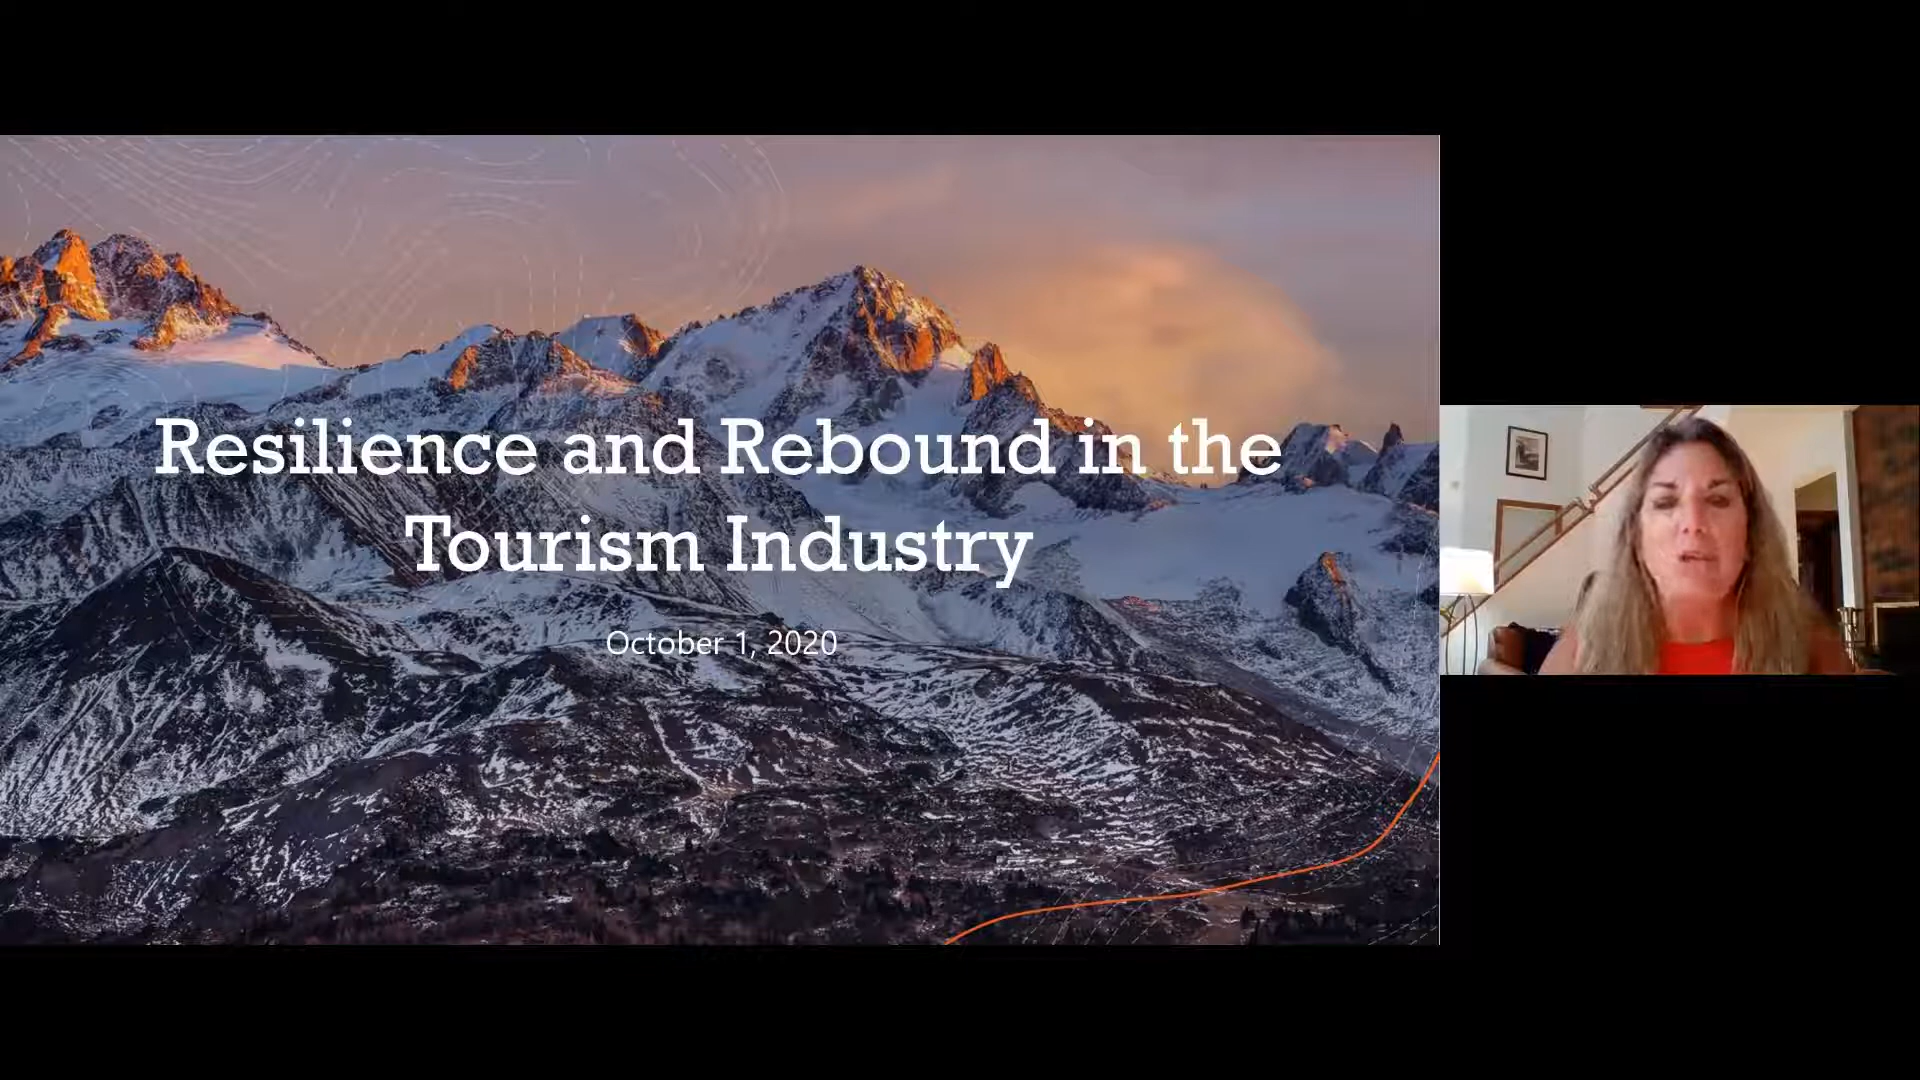 Resilience and Rebound in the
Tourism Industry
October 1, 2020